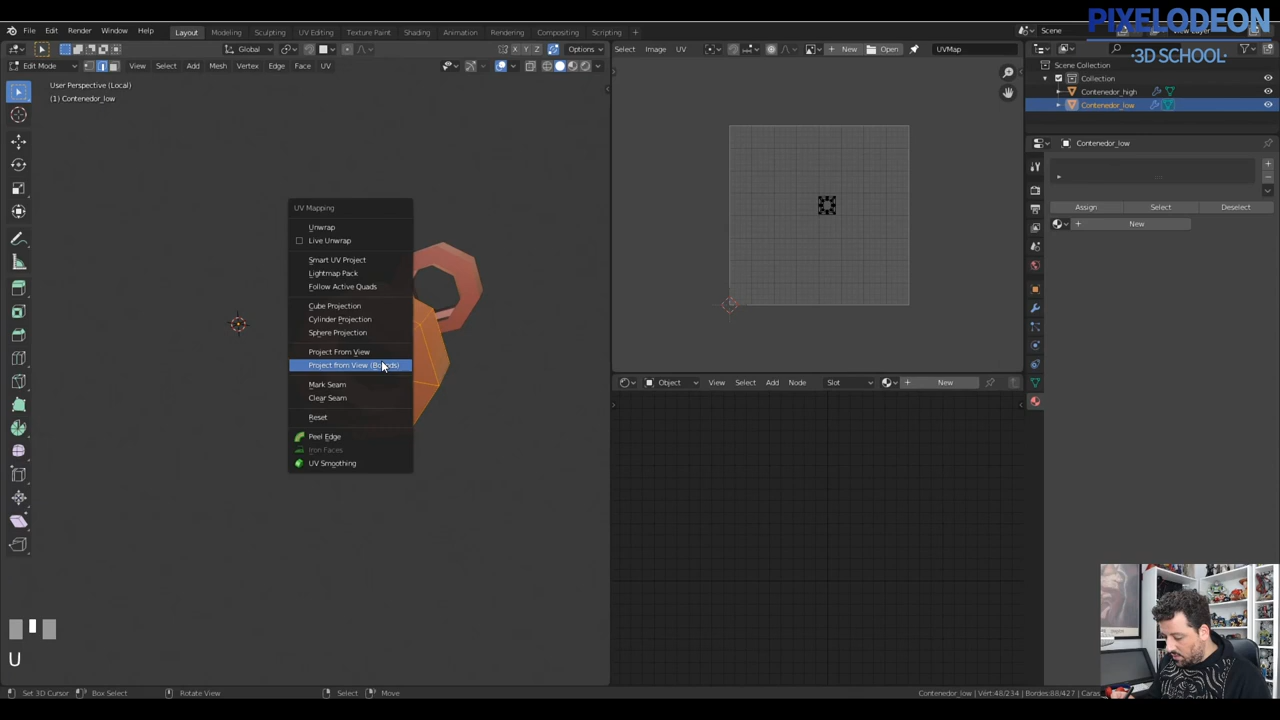 PIXELODEON
·3D SCHOOL·
File Edit Render Window Help Layout Modeling Sculpting UV Editing Texture Paint Shading Animation Rendering Compositing Scripting Scene
Global Options Select Image UV New Open UVMap
Edit Mode View Select Add Mesh Vertex Edge Face UV
X Y Z
User Perspective (Local)
(1) Contenedor_low
Scene Collection
Collection
Contenedor_high
Contenedor_low
Contenedor_low
Assign Select Deselect
New
UV Mapping
Unwrap
Live Unwrap
Smart UV Project
Lightmap Pack
Follow Active Quads
Cube Projection
Cylinder Projection
Sphere Projection
Project From View
Project from View (Bounds)
Mark Seam
Clear Seam
Reset
Peel Edge
Iron Faces
UV Smoothing
Object View Select Add Node Slot New
U
Set 3D Cursor Box Select Rotate View Select Move Contenedor_low | Vért:48/234 | Bordes:88/427 | Caras